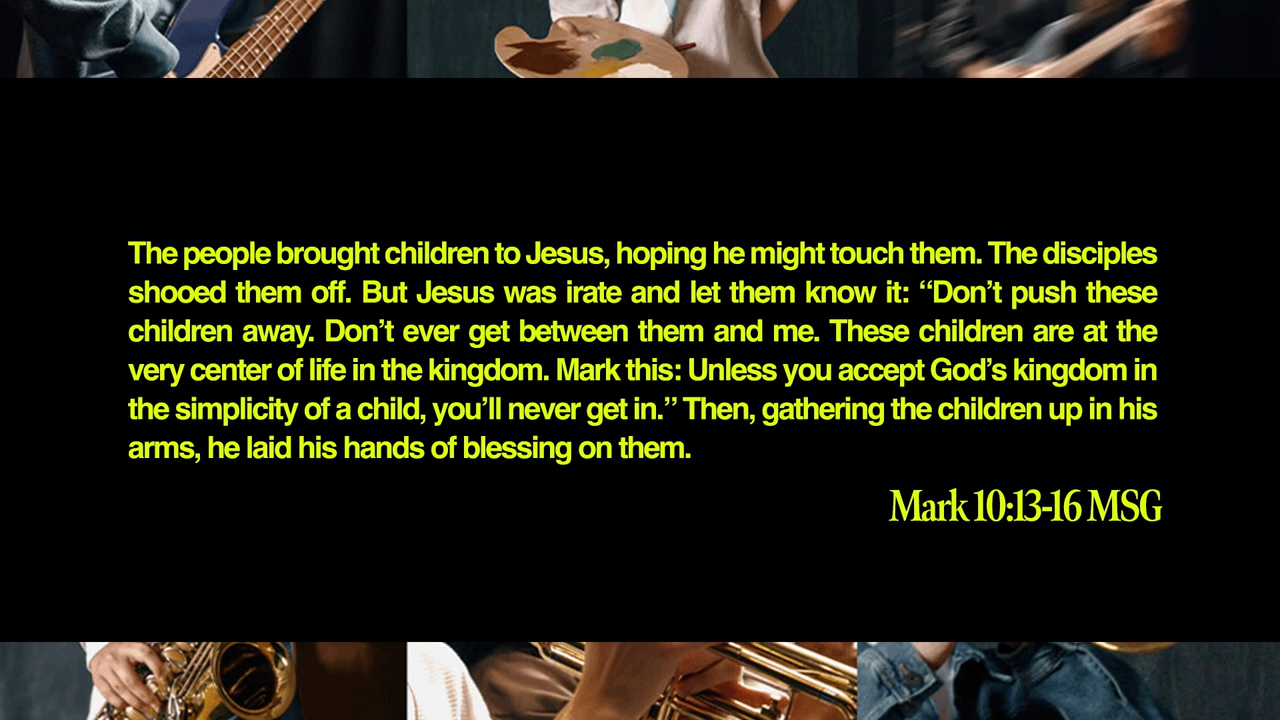 The people brought children to Jesus, hoping he might touch them. The disciples
shooed them off. But Jesus was irate and let them know it: “Don’t push these
children away. Don’t ever get between them and me. These children are at the
very center of life in the kingdom. Mark this: Unless you accept God’s kingdom in
the simplicity of a child, you’ll never get in.” Then, gathering the children up in his
arms, he laid his hands of blessing on them.
Mark 10:13-16 MSG